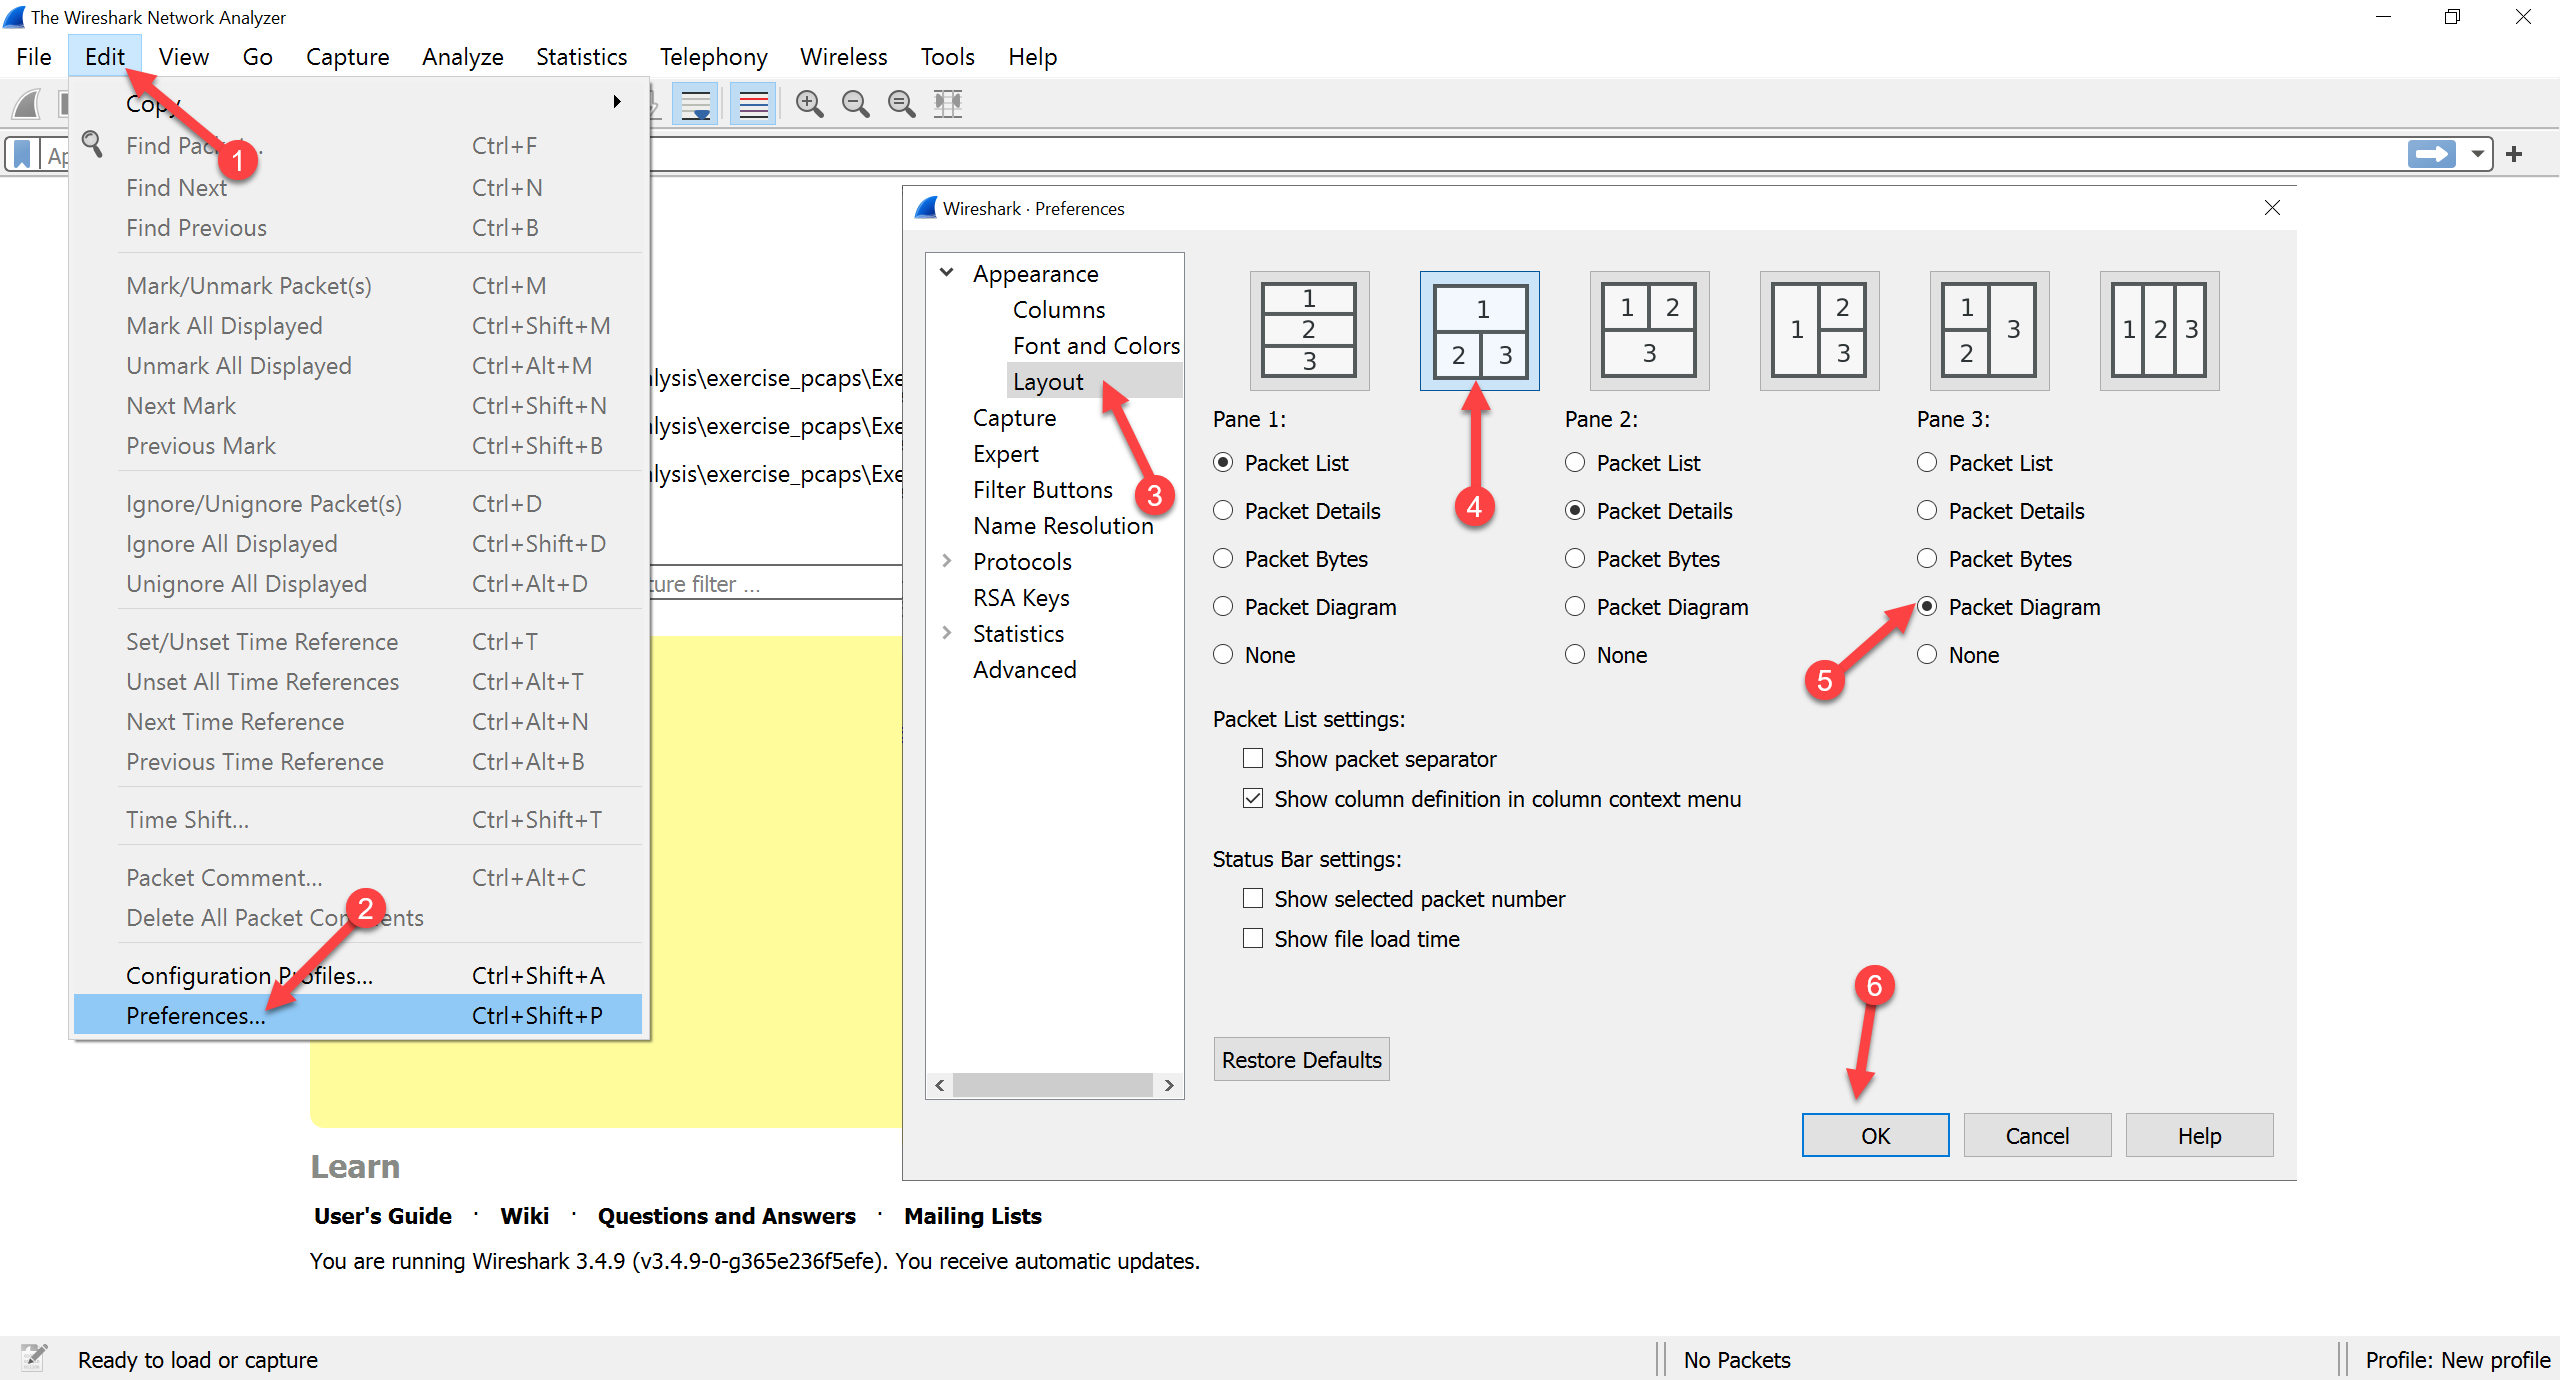 The Wireshark Network Analyzer
File Edit View Go Capture Analyze Statistics Telephony Wireless Tools Help
Copy
Find Packet... Ctrl+F
Find Next Ctrl+N
Find Previous Ctrl+B
Mark/Unmark Packet(s) Ctrl+M
Mark All Displayed Ctrl+Shift+M
Unmark All Displayed Ctrl+Alt+M
Next Mark Ctrl+Shift+N
Previous Mark Ctrl+Shift+B
Ignore/Unignore Packet(s) Ctrl+D
Ignore All Displayed Ctrl+Shift+D
Unignore All Displayed Ctrl+Alt+D
Set/Unset Time Reference Ctrl+T
Unset All Time References Ctrl+Alt+T
Next Time Reference Ctrl+Alt+N
Previous Time Reference Ctrl+Alt+B
Time Shift... Ctrl+Shift+T
Packet Comment... Ctrl+Alt+C
Delete All Packet Comments
Configuration Profiles... Ctrl+Shift+A
Preferences... Ctrl+Shift+P
1
2
Ap
lysis\exercise_pcaps\Exe
lysis\exercise_pcaps\Exe
lysis\exercise_pcaps\Exe
ture filter ...
Wireshark · Preferences
Appearance
Columns
Font and Colors
Layout
Capture
Expert
Filter Buttons
Name Resolution
Protocols
RSA Keys
Statistics
Advanced
3
1 2 3
1 2 3
1 2 3
1 2 3
1 2 3
1 2 3
4
Pane 1: Pane 2: Pane 3:
Packet List Packet List Packet List
Packet Details Packet Details Packet Details
Packet Bytes Packet Bytes Packet Bytes
Packet Diagram Packet Diagram Packet Diagram
None None None
5
Packet List settings:
Show packet separator
Show column definition in column context menu
Status Bar settings:
Show selected packet number
Show file load time
6
Restore Defaults
OK Cancel Help
Learn
User's Guide · Wiki · Questions and Answers · Mailing Lists
You are running Wireshark 3.4.9 (v3.4.9-0-g365e236f5efe). You receive automatic updates.
Ready to load or capture No Packets Profile: New profile